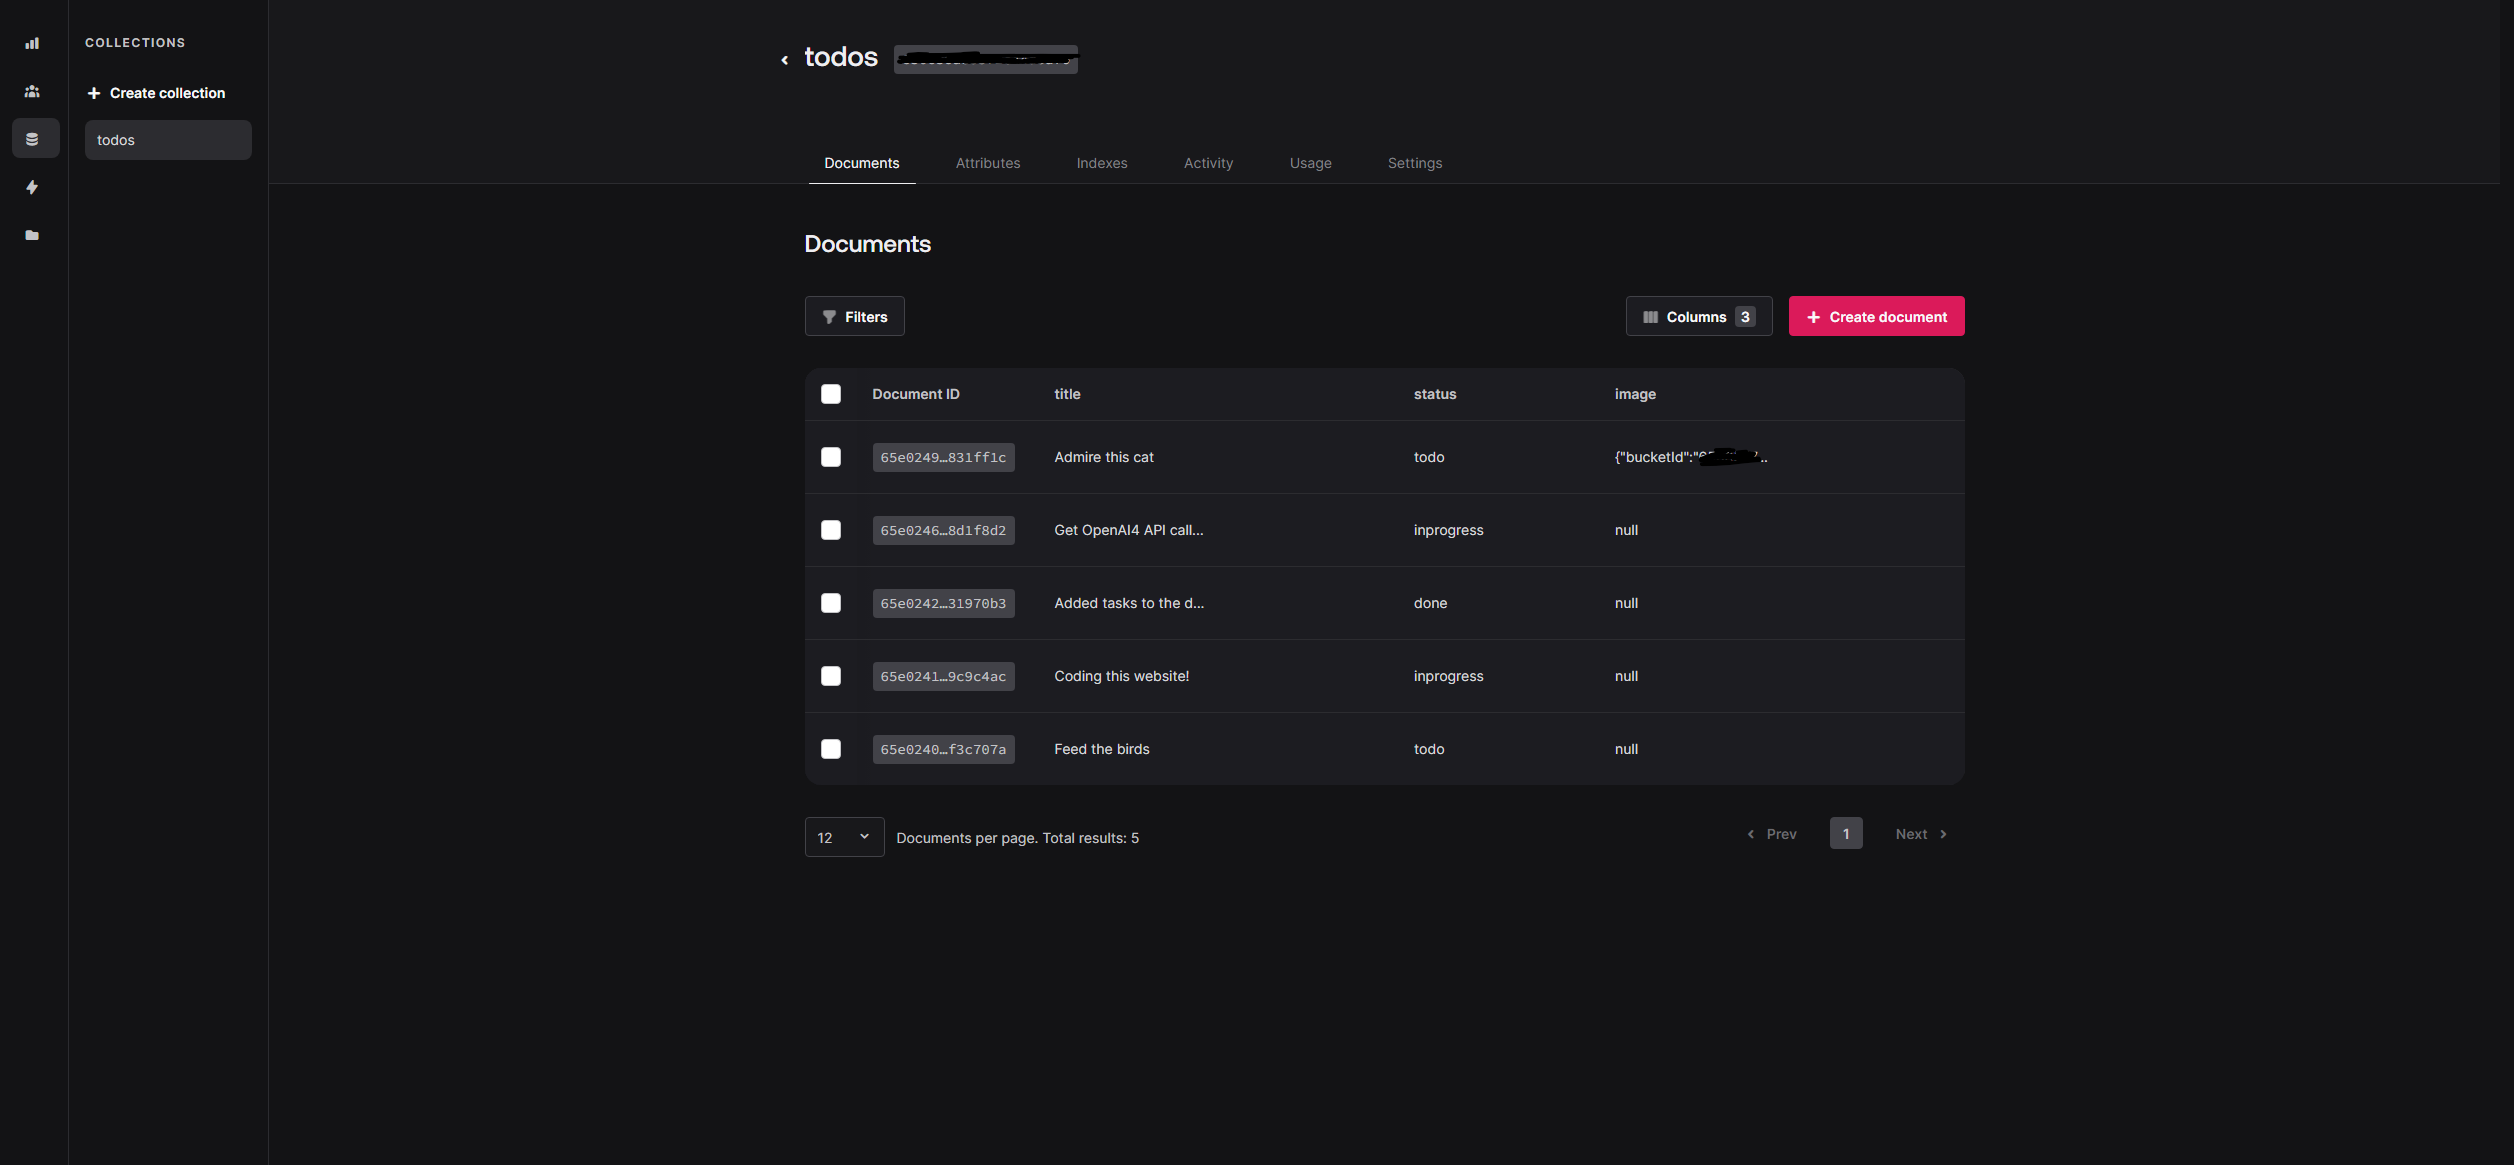 COLLECTIONS
Create collection
todos
todos
Documents Attributes Indexes Activity Usage Settings
Documents
Filters
Columns 3
Create document
Document ID title status image
65e0249…831ff1c Admire this cat todo {"bucketId":"
65e0246…8d1f8d2 Get OpenAI4 API call... inprogress null
65e0242…31970b3 Added tasks to the d... done null
65e0241…9c9c4ac Coding this website! inprogress null
65e0240…f3c707a Feed the birds todo null
12 Documents per page. Total results: 5
Prev 1 Next